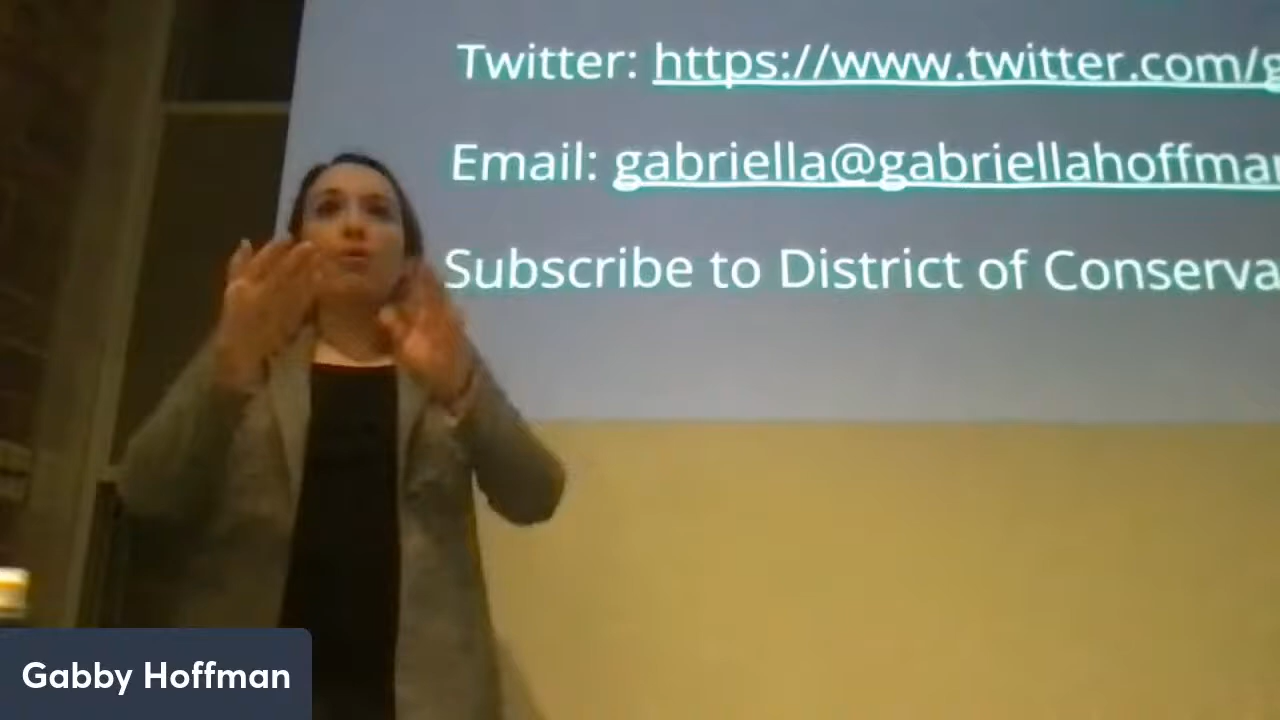 Twitter: https://www.twitter.com/g
Email: gabriella@gabriellahoffman
Subscribe to District of Conserva
Gabby Hoffman